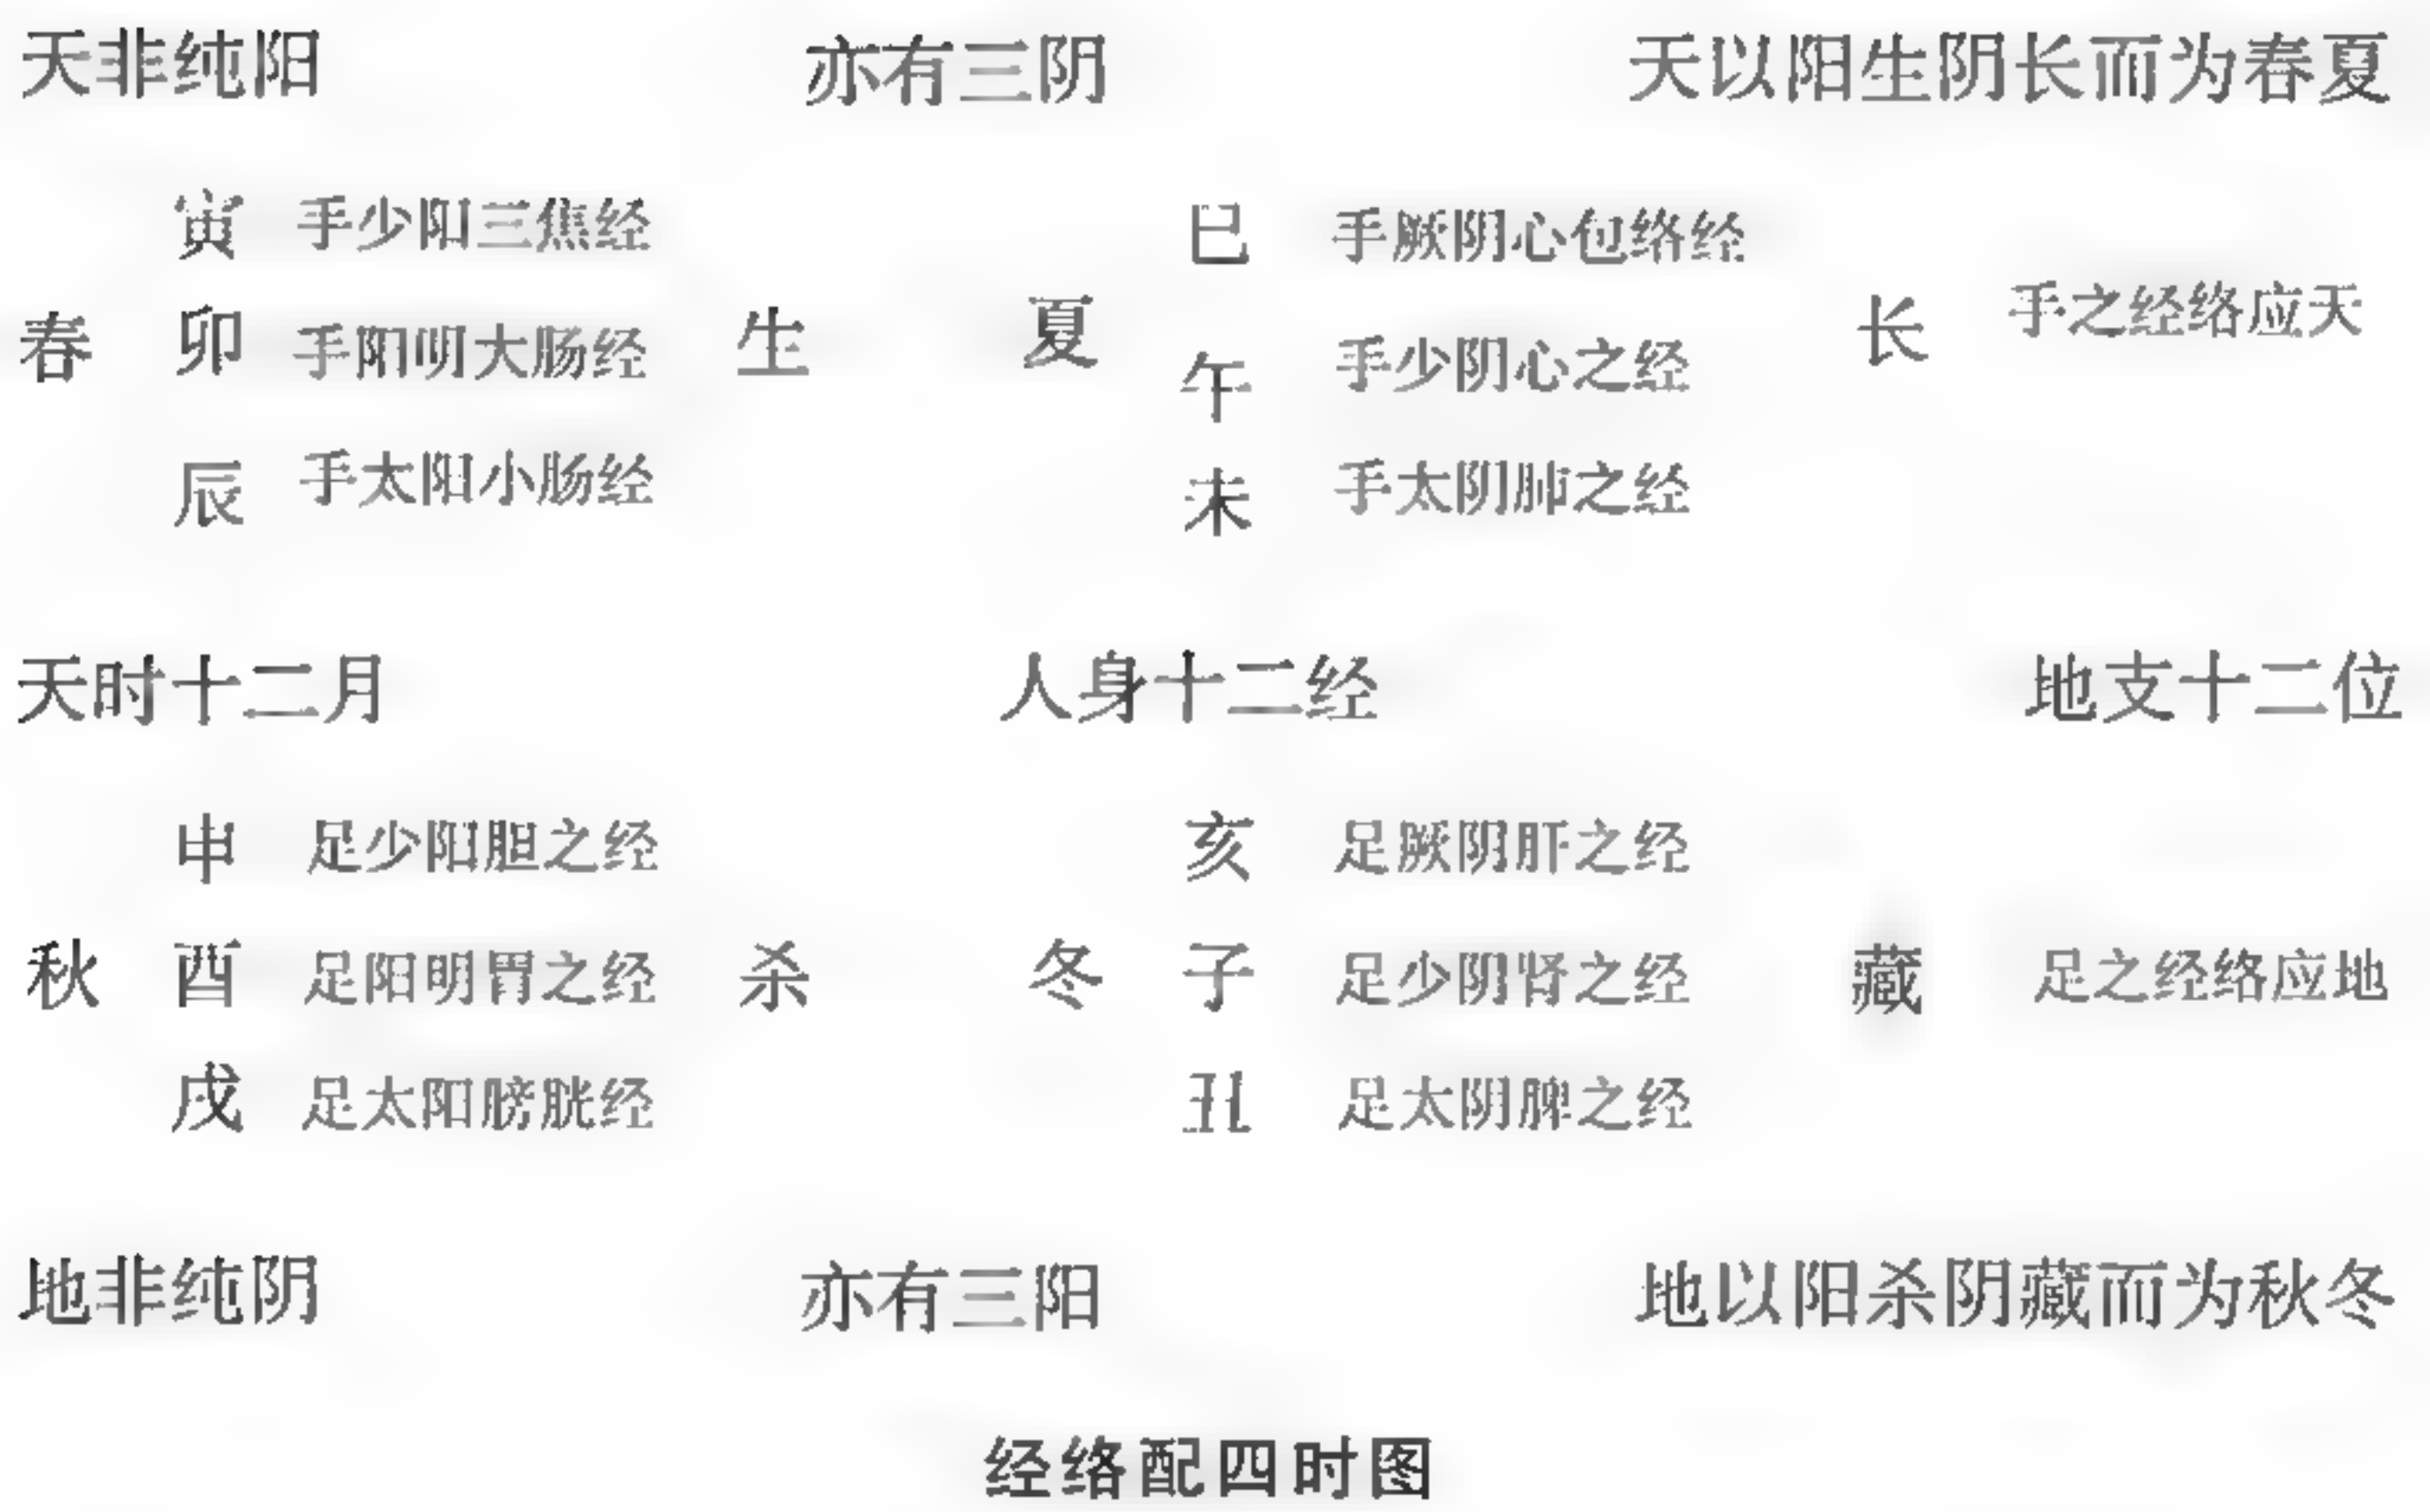 天非纯阳 亦有三阴 天以阳生阴长而为春夏
寅 手少阳三焦经 巳 手厥阴心包络经
春 卯 手阳明大肠经 生 夏 午 手少阴心之经 长 手之经络应天
辰 手太阳小肠经 未 手太阴肺之经
天时十二月 人身十二经 地支十二位
申 足少阳胆之经 亥 足厥阴肝之经
秋 酉 足阳明胃之经 杀 冬 子 足少阴肾之经 藏 足之经络应地
戌 足太阳膀胱经 丑 足太阴脾之经
地非纯阴 亦有三阳 地以阳杀阴藏而为秋冬
经络配四时图